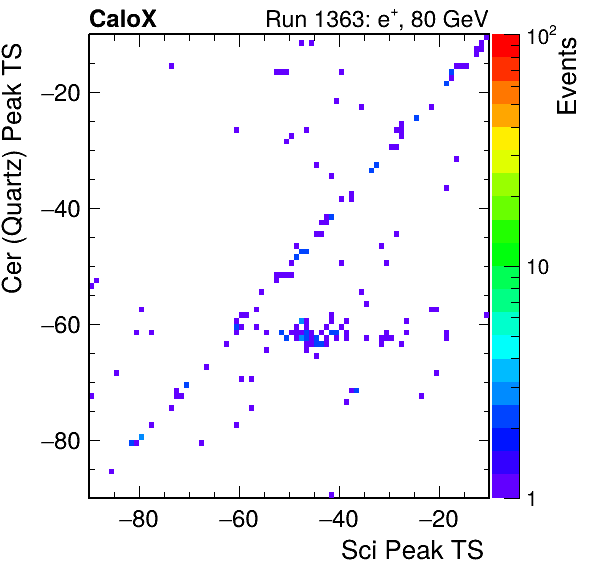 CaloX Run 1363: e⁺, 80 GeV
Cer (Quartz) Peak TS
−20
−40
−60
−80
−80 −60 −40 −20
Sci Peak TS
10²
10
1
Events